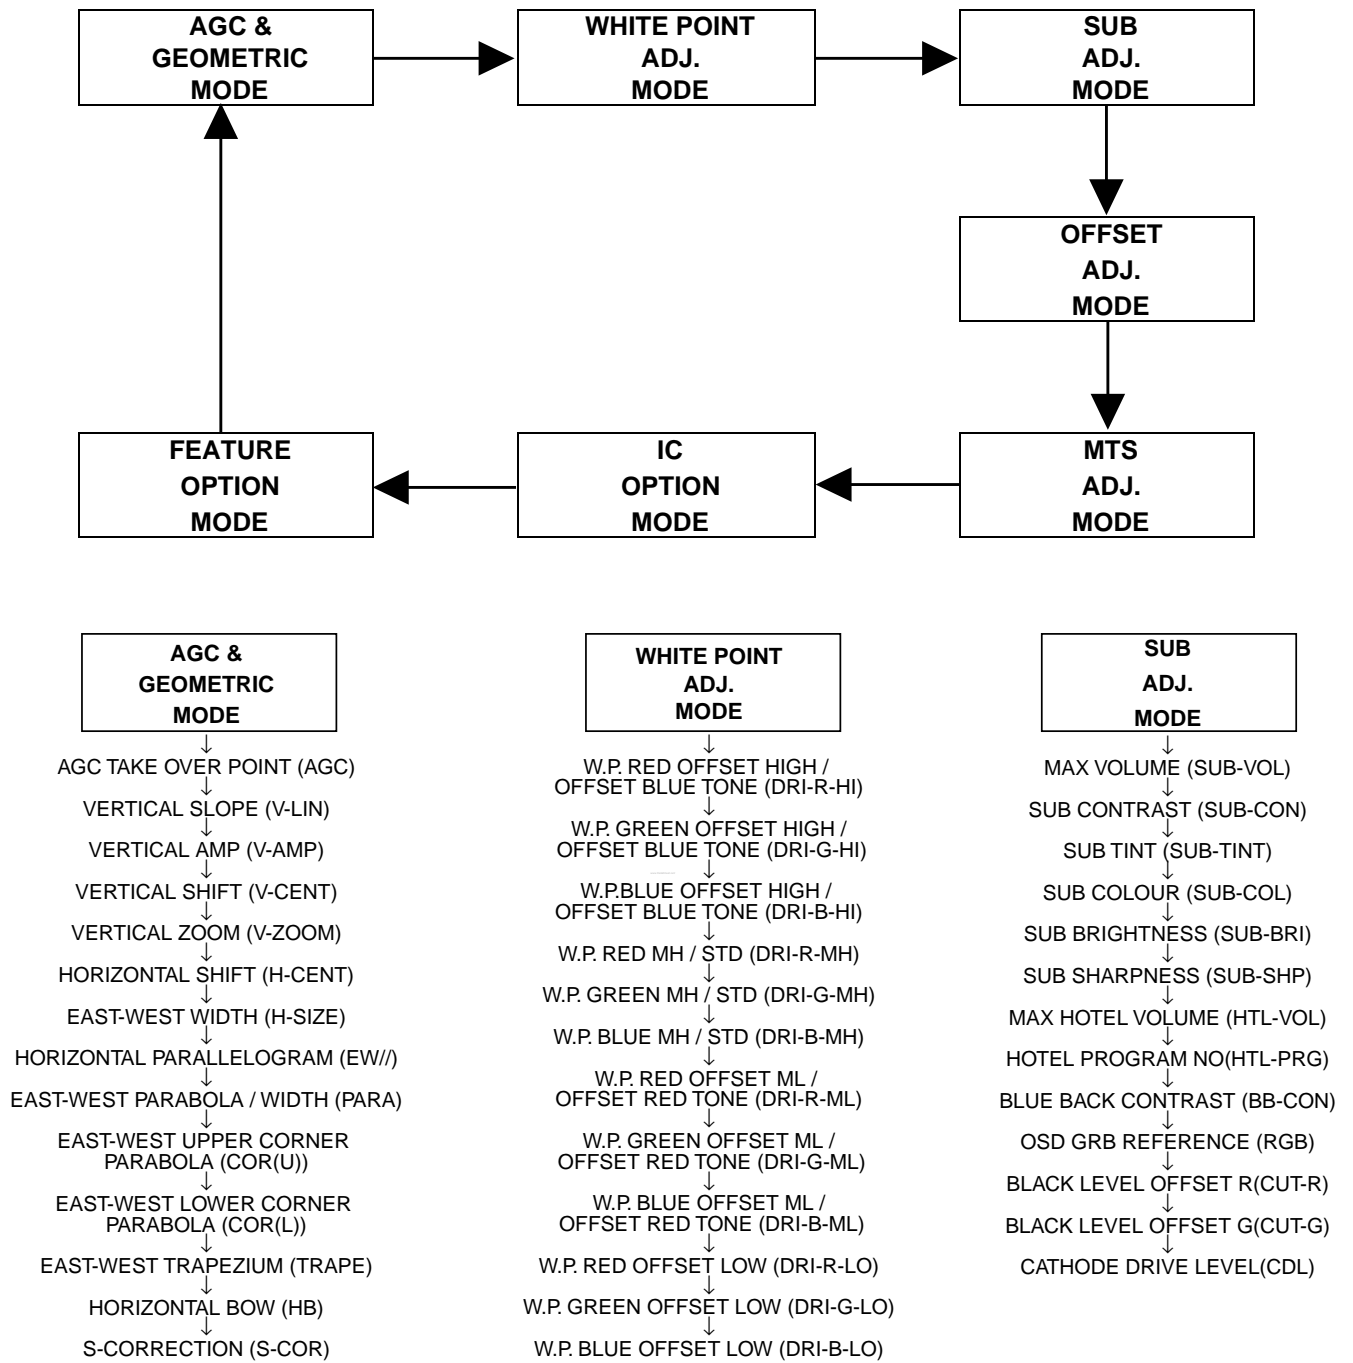 AGC &
GEOMETRIC
MODE
WHITE POINT
ADJ.
MODE
SUB
ADJ.
MODE
OFFSET
ADJ.
MODE
FEATURE
OPTION
MODE
IC
OPTION
MODE
MTS
ADJ.
MODE
AGC &
GEOMETRIC
MODE
AGC TAKE OVER POINT (AGC)
VERTICAL SLOPE (V-LIN)
VERTICAL AMP (V-AMP)
VERTICAL SHIFT (V-CENT)
VERTICAL ZOOM (V-ZOOM)
HORIZONTAL SHIFT (H-CENT)
EAST-WEST WIDTH (H-SIZE)
HORIZONTAL PARALLELOGRAM (EW//)
EAST-WEST PARABOLA / WIDTH (PARA)
EAST-WEST UPPER CORNER
PARABOLA (COR(U))
EAST-WEST LOWER CORNER
PARABOLA (COR(L))
EAST-WEST TRAPEZIUM (TRAPE)
HORIZONTAL BOW (HB)
S-CORRECTION (S-COR)
WHITE POINT
ADJ.
MODE
W.P. RED OFFSET HIGH /
OFFSET BLUE TONE (DRI-R-HI)
W.P. GREEN OFFSET HIGH /
OFFSET BLUE TONE (DRI-G-HI)
W.P.BLUE OFFSET HIGH /
OFFSET BLUE TONE (DRI-B-HI)
W.P. RED MH / STD (DRI-R-MH)
W.P. GREEN MH / STD (DRI-G-MH)
W.P. BLUE MH / STD (DRI-B-MH)
W.P. RED OFFSET ML /
OFFSET RED TONE (DRI-R-ML)
W.P. GREEN OFFSET ML /
OFFSET RED TONE (DRI-G-ML)
W.P. BLUE OFFSET ML /
OFFSET RED TONE (DRI-B-ML)
W.P. RED OFFSET LOW (DRI-R-LO)
W.P. GREEN OFFSET LOW (DRI-G-LO)
W.P. BLUE OFFSET LOW (DRI-B-LO)
SUB
ADJ.
MODE
MAX VOLUME (SUB-VOL)
SUB CONTRAST (SUB-CON)
SUB TINT (SUB-TINT)
SUB COLOUR (SUB-COL)
SUB BRIGHTNESS (SUB-BRI)
SUB SHARPNESS (SUB-SHP)
MAX HOTEL VOLUME (HTL-VOL)
HOTEL PROGRAM NO(HTL-PRG)
BLUE BACK CONTRAST (BB-CON)
OSD GRB REFERENCE (RGB)
BLACK LEVEL OFFSET R(CUT-R)
BLACK LEVEL OFFSET G(CUT-G)
CATHODE DRIVE LEVEL(CDL)